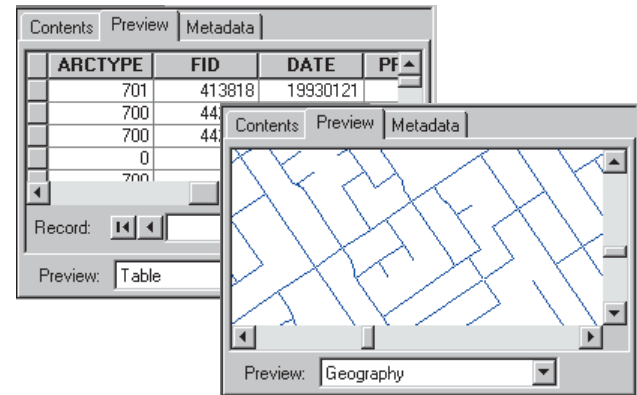 Contents Preview Metadata
ARCTYPE FID DATE
701 413818 19930121
700
700
0
700
Record:
Preview: Table
Contents Preview Metadata
Preview: Geography